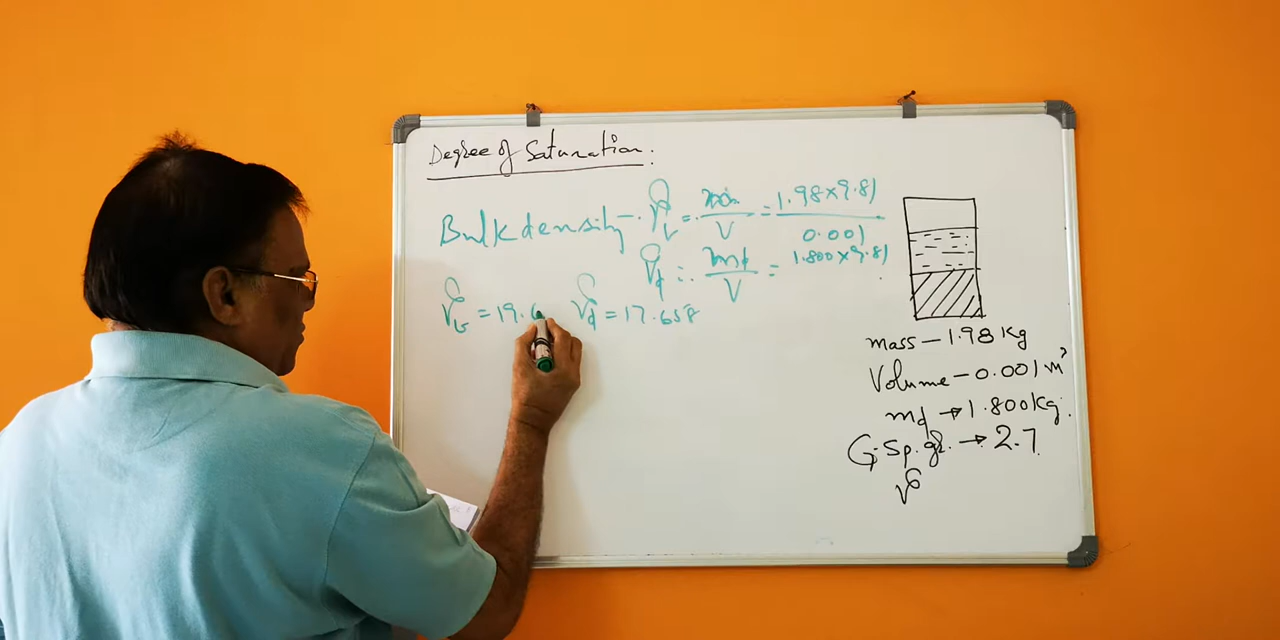 Degree of Saturation:
Bulk density - γb = m/V = 1.98×9.81/0.001
γd = md/V = 1.800×9.81
γb = 19.6 γd = 17.658
mass - 1.98 Kg
Volume - 0.001 m³
md → 1.800 Kg.
G. Sp. gr. → 2.7
γ